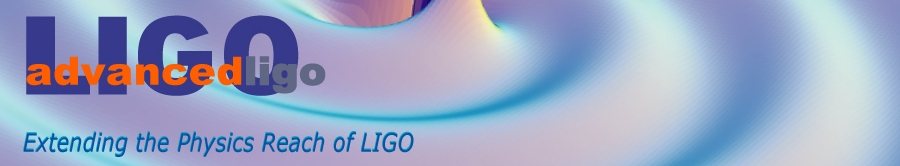 LIGO
advancedligo
Extending the Physics Reach of LIGO